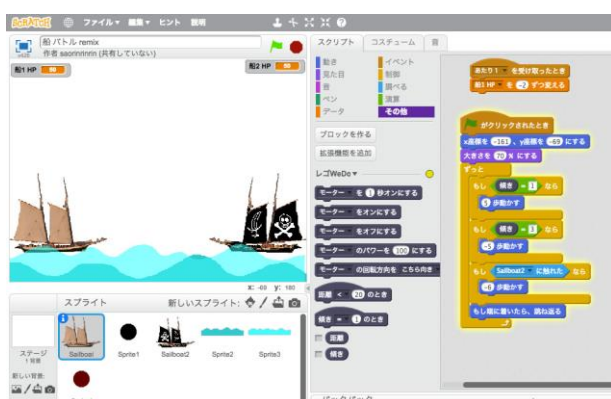 SCRATCH ファイル▼ 編集▼ ヒント 説明
船バトル remix
作者 saorinrinrin (共有していない)
船1 HP 60
船2 HP 60
x: -60 y: 180
スプライト 新しいスプライト:
ステージ
1 背景
新しい背景:
Sailboat
Sprite1
Sailboat2
Sprite2
Sprite3
スクリプト コスチューム 音
動き イベント
見た目 制御
音 調べる
ペン 演算
データ その他
ブロックを作る
拡張機能を追加
レゴWeDo▼
モーター を 1 秒オンにする
モーター をオンにする
モーター をオフにする
モーター のパワーを 100 にする
モーター の回転方向を こちら向き
距離 < 20 のとき
傾き = 1 のとき
距離
傾き
当たり1 を受け取ったとき
船1 HP を -2 ずつ変える
がクリックされたとき
x座標を -161 、y座標を -69 にする
大きさを 70 % にする
ずっと
もし 傾き = 1 なら
5 歩動かす
もし 傾き = 3 なら
-5 歩動かす
もし Sailboat2 に触れた なら
-6 歩動かす
もし端に着いたら、跳ね返る